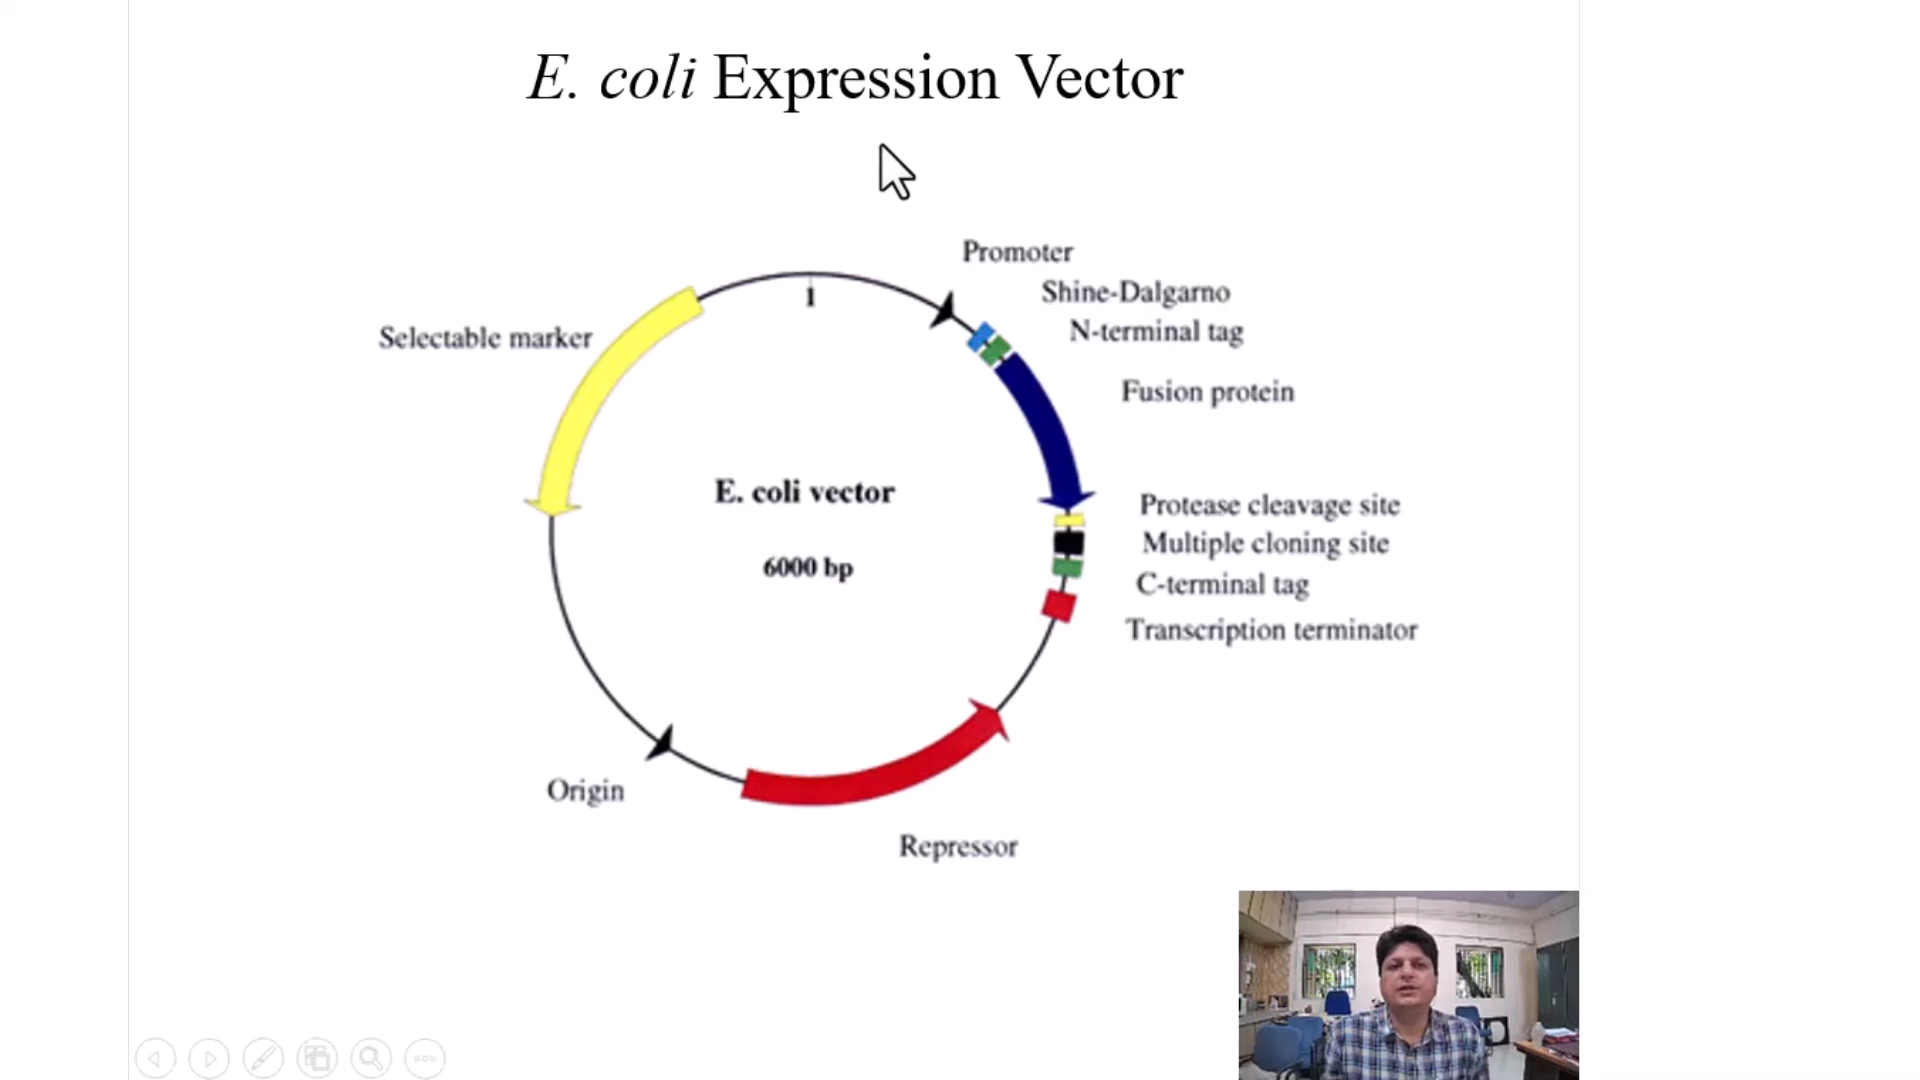 E. coli Expression Vector
Promoter
1
Shine-Dalgarno
N-terminal tag
Selectable marker
Fusion protein
E. coli vector
Protease cleavage site
Multiple cloning site
6000 bp
C-terminal tag
Transcription terminator
Origin
Repressor